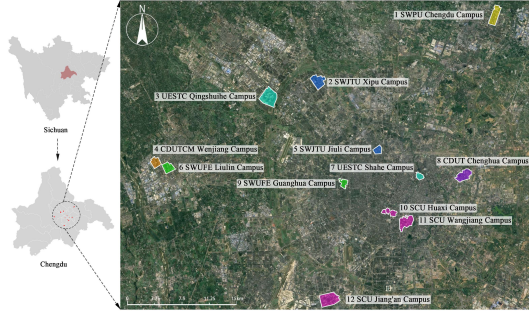 N
1 SWPU Chengdu Campus
2 SWJTU Xipu Campus
3 UESTC Qingshuihe Campus
Sichuan
4 CDUTCM Wenjiang Campus
5 SWJTU Jiuli Campus
6 SWUFE Liulin Campus
7 UESTC Shahe Campus
8 CDUT Chenghua Campus
9 SWUFE Guanghua Campus
10 SCU Huaxi Campus
11 SCU Wangjiang Campus
Chengdu
12 SCU Jiang'an Campus